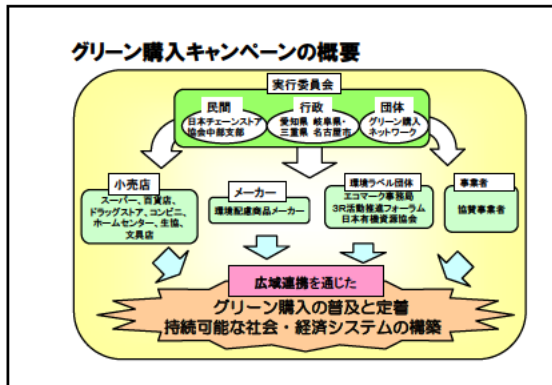 グリーン購入キャンペーンの概要
実行委員会
民間
日本チェーンストア
協会中部支部
行政
愛知県 岐阜県・
三重県 名古屋市
団体
グリーン購入
ネットワーク
小売店
スーパー、百貨店、
ドラッグストア、コンビニ、
ホームセンター、生協、
文具店
メーカー
環境配慮商品メーカー
環境ラベル団体
エコマーク事務局
3R活動推進フォーラム
日本有機資源協会
事業者
協賛事業者
広域連携を通じた
グリーン購入の普及と定着
持続可能な社会・経済システムの構築